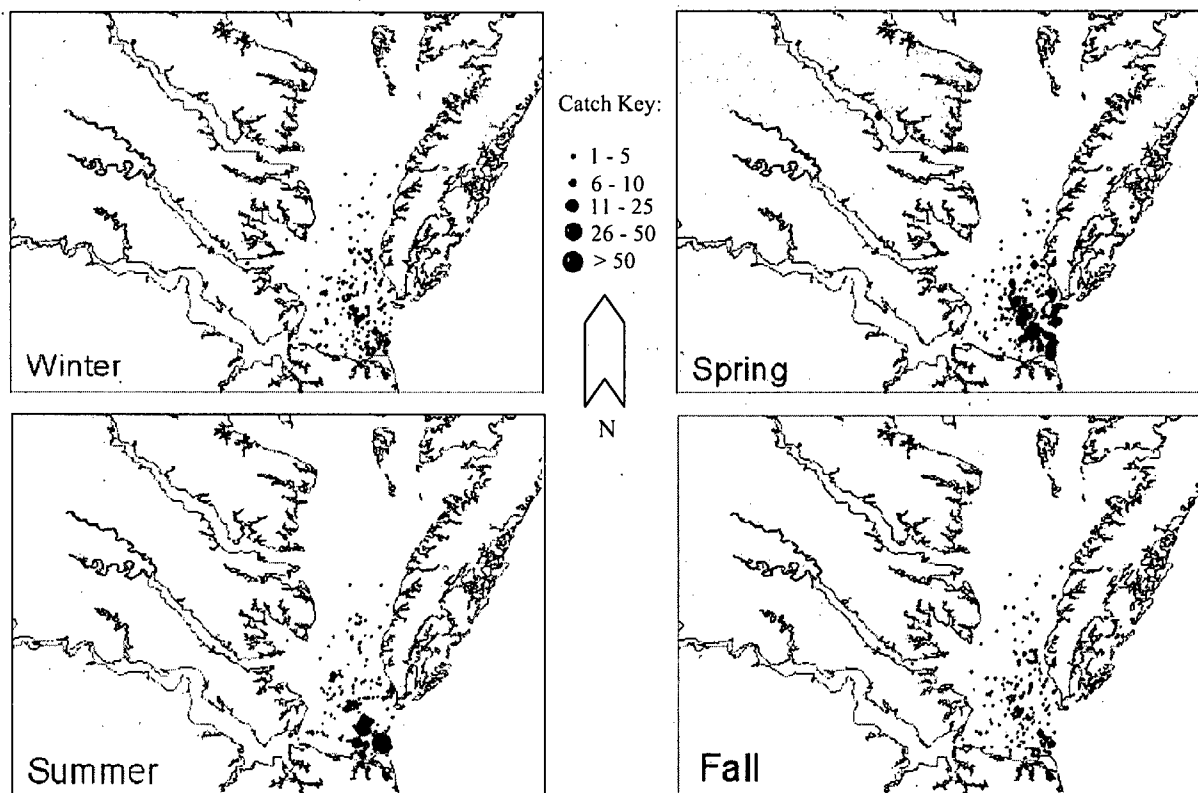 Catch Key:
1 - 5
6 - 10
11 - 25
26 - 50
> 50
N
Winter
Spring
Summer
Fall